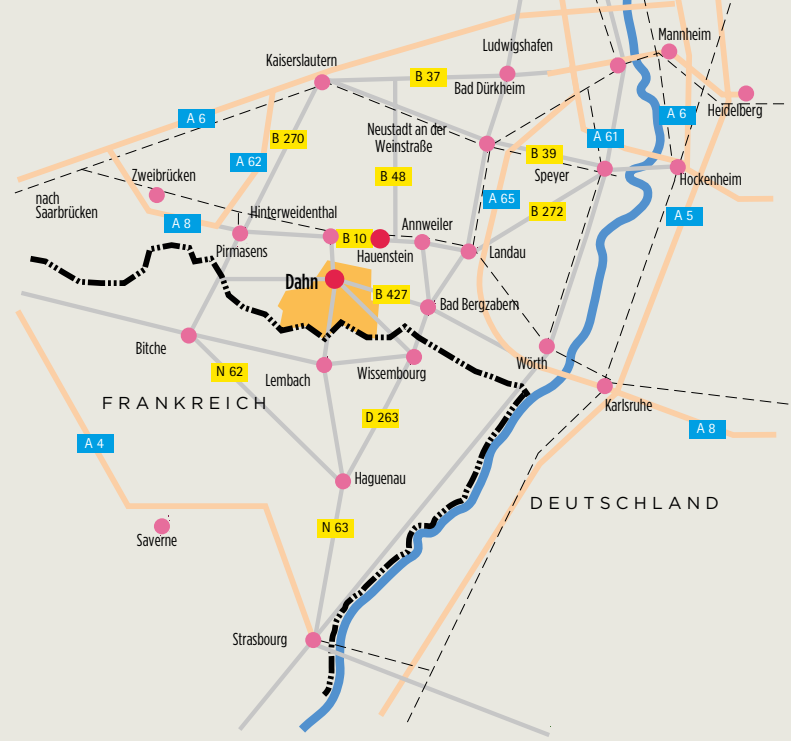 Mannheim
Ludwigshafen
Kaiserslautern
B 37
Bad Dürkheim
Heidelberg
A 6
A 6
Neustadt an der
Weinstraße
B 270
A 61
A 62
B 39
Zweibrücken
B 48
Speyer
Hockenheim
nach
Saarbrücken
A 65
B 272
A 5
A 8
Hinterweidenthal
Annweiler
B 10
Pirmasens
Hauenstein
Landau
Dahn
B 427
Bad Bergzabern
Bitche
Wörth
N 62
Lembach
Wissembourg
Karlsruhe
FRANKREICH
D 263
A 8
A 4
Haguenau
DEUTSCHLAND
N 63
Saverne
Strasbourg